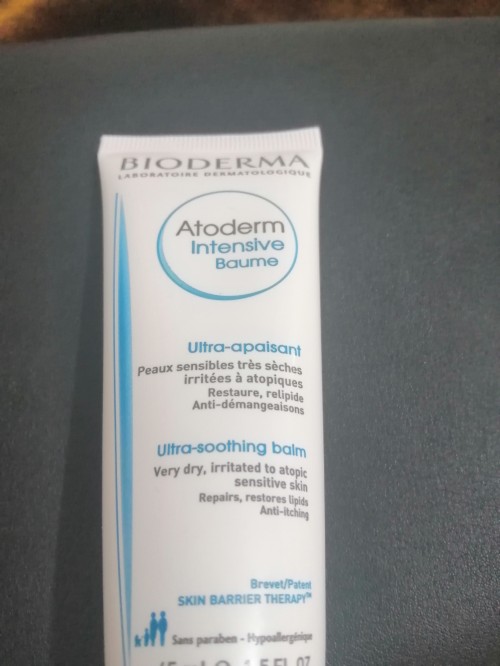 BIODERMA
LABORATOIRE DERMATOLOGIQUE
Atoderm
Intensive
Baume
Ultra-apaisant
Peaux sensibles très sèches
irritées à atopiques
Restaure, relipide
Anti-démangeaisons
Ultra-soothing balm
Very dry, irritated to atopic
sensitive skin
Repairs, restores lipids
Anti-itching
Brevet/Patent
SKIN BARRIER THERAPY™
Sans paraben - Hypoallergénique